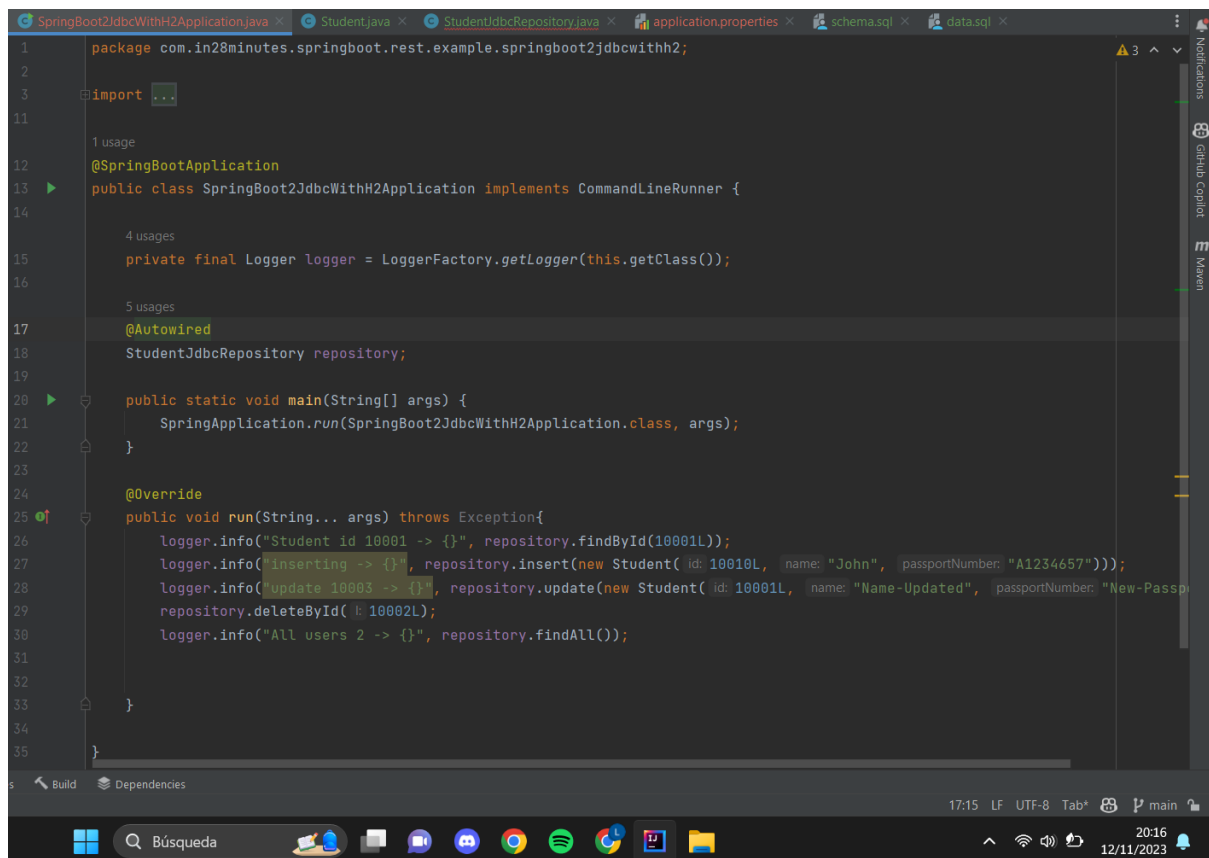 SpringBoot2JdbcWithH2Application.java × Student.java × StudentJdbcRepository.java × application.properties × schema.sql × data.sql ×
1 package com.in28minutes.springboot.rest.example.springboot2jdbcwithh2;
3
2
Notifications
3 import ...
11
1 usage
12 @SpringBootApplication
13 public class SpringBoot2JdbcWithH2Application implements CommandLineRunner {
GitHub Copilot
14
4 usages
15 private final Logger logger = LoggerFactory.getLogger(this.getClass());
m Maven
16
5 usages
17 @Autowired
18 StudentJdbcRepository repository;
19
20 public static void main(String[] args) {
21 SpringApplication.run(SpringBoot2JdbcWithH2Application.class, args);
22 }
23
24 @Override
25 public void run(String... args) throws Exception{
26 logger.info("Student id 10001 -> {}", repository.findById(10001L));
27 logger.info("inserting -> {}", repository.insert(new Student( id: 10010L, name: "John", passportNumber: "A1234657")));
28 logger.info("update 10003 -> {}", repository.update(new Student( id: 10001L, name: "Name-Updated", passportNumber: "New-Passp
29 repository.deleteById( l: 10002L);
30 logger.info("All users 2 -> {}", repository.findAll());
31
32
33 }
34
35 }
s Build Dependencies
17:15 LF UTF-8 Tab* main
Búsqueda
20:16
12/11/2023